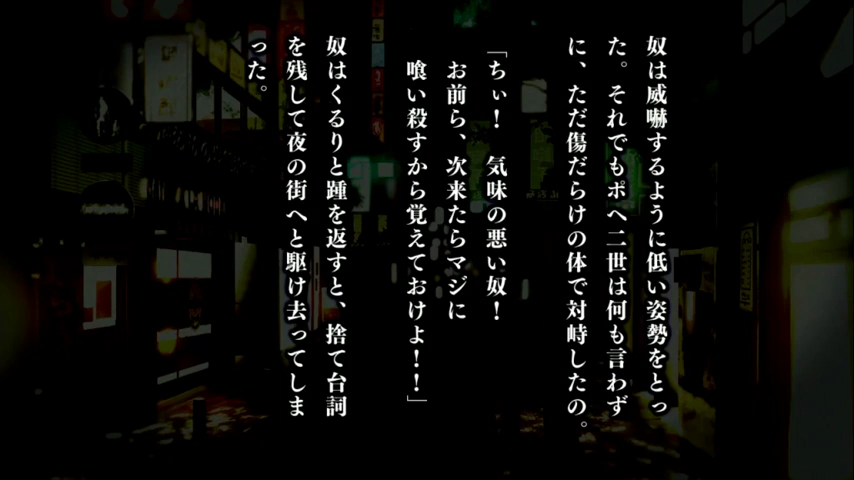 奴は威嚇するように低い姿勢をとっ
た。それでもポヘ二世は何も言わず
に、ただ傷だらけの体で対峙したの。
「ちぃ！　気味の悪い奴！
お前ら、次来たらマジに
喰い殺すから覚えておけよ！！」
奴はくるりと踵を返すと、捨て台詞
を残して夜の街へと駆け去ってしま
った。